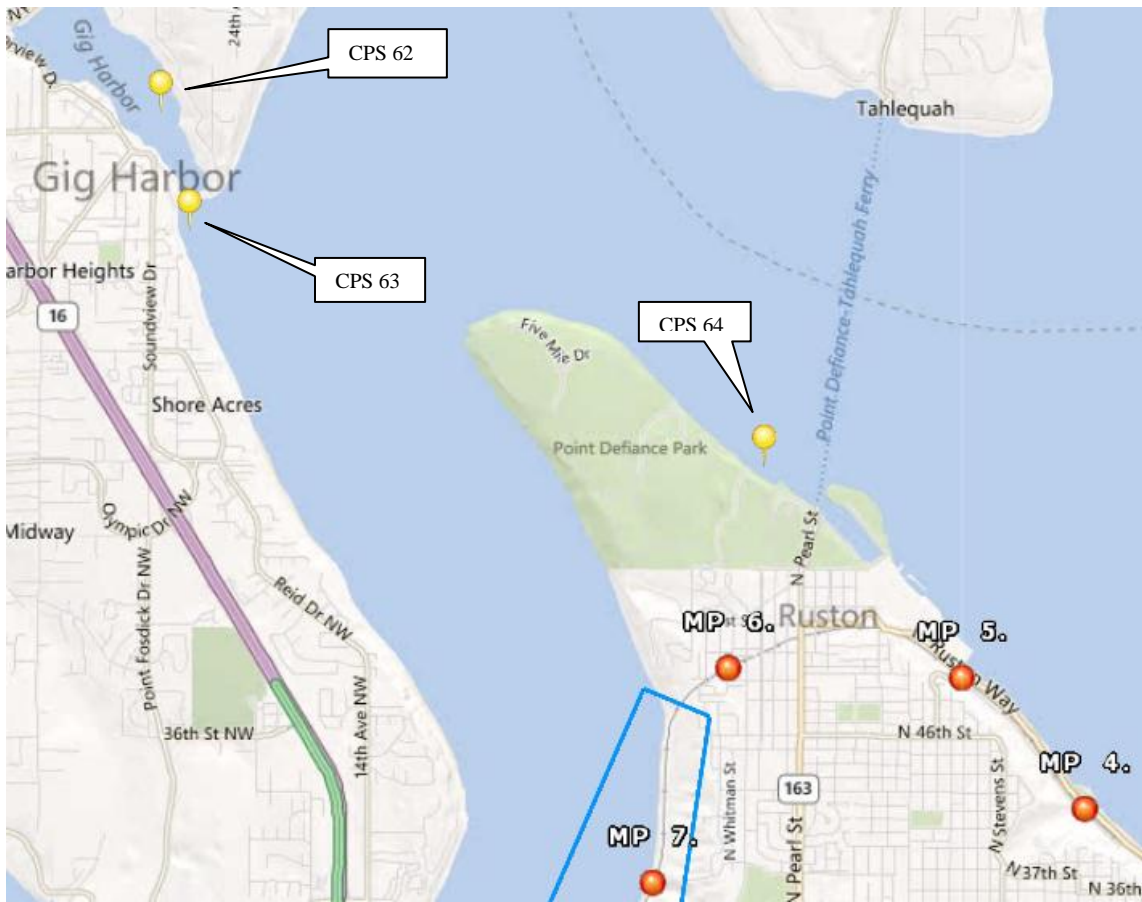 24th A
CPS 62
Gig Harbor
Tahlequah
Gig Harbor
CPS 63
arbor Heights
16
Soundview Dr
CPS 64
Five Mile Dr
Point Defiance-Tahlequah Ferry
Shore Acres
Point Defiance Park
Olympic Dr NW
Midway
N Pearl St
Reid Dr NW
Point Fosdick Dr NW
MP 6.
st S
Ruston
MP 5.
Ruston Way
36th St NW
14th Ave NW
N 46th St
MP 4.
163
N Whitman St
N Stevens St
MP 7.
N Pearl St
N 37th St
N 36th